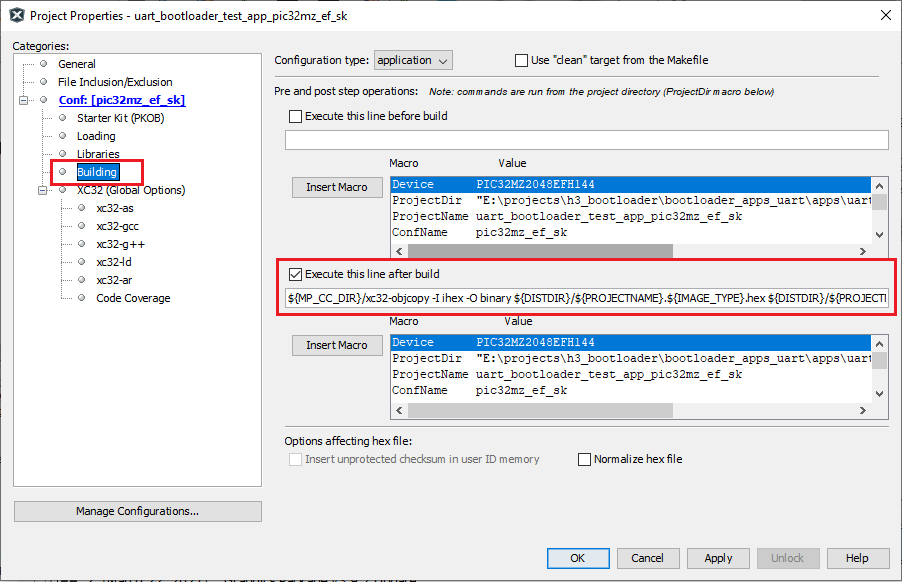 Project Properties - uart_bootloader_test_app_pic32mz_ef_sk
Categories:
General
File Inclusion/Exclusion
Conf: [pic32mz_ef_sk]
Starter Kit (PKOB)
Loading
Libraries
Building
XC32 (Global Options)
xc32-as
xc32-gcc
xc32-g++
xc32-ld
xc32-ar
Code Coverage
Manage Configurations...
Configuration type: application Use "clean" target from the Makefile
Pre and post step operations: Note: commands are run from the project directory (ProjectDir macro below)
Execute this line before build
Macro Value
Insert Macro
Device PIC32MZ2048EFH144
ProjectDir "E:\projects\h3_bootloader\bootloader_apps_uart\apps\uart
ProjectName uart_bootloader_test_app_pic32mz_ef_sk
ConfName pic32mz_ef_sk
Execute this line after build
${MP_CC_DIR}/xc32-objcopy -I ihex -O binary ${DISTDIR}/${PROJECTNAME}.${IMAGE_TYPE}.hex ${DISTDIR}/${PROJECT
Macro Value
Insert Macro
Device PIC32MZ2048EFH144
ProjectDir "E:\projects\h3_bootloader\bootloader_apps_uart\apps\uart
ProjectName uart_bootloader_test_app_pic32mz_ef_sk
ConfName pic32mz_ef_sk
Options affecting hex file:
Insert unprotected checksum in user ID memory Normalize hex file
OK Cancel Apply Unlock Help